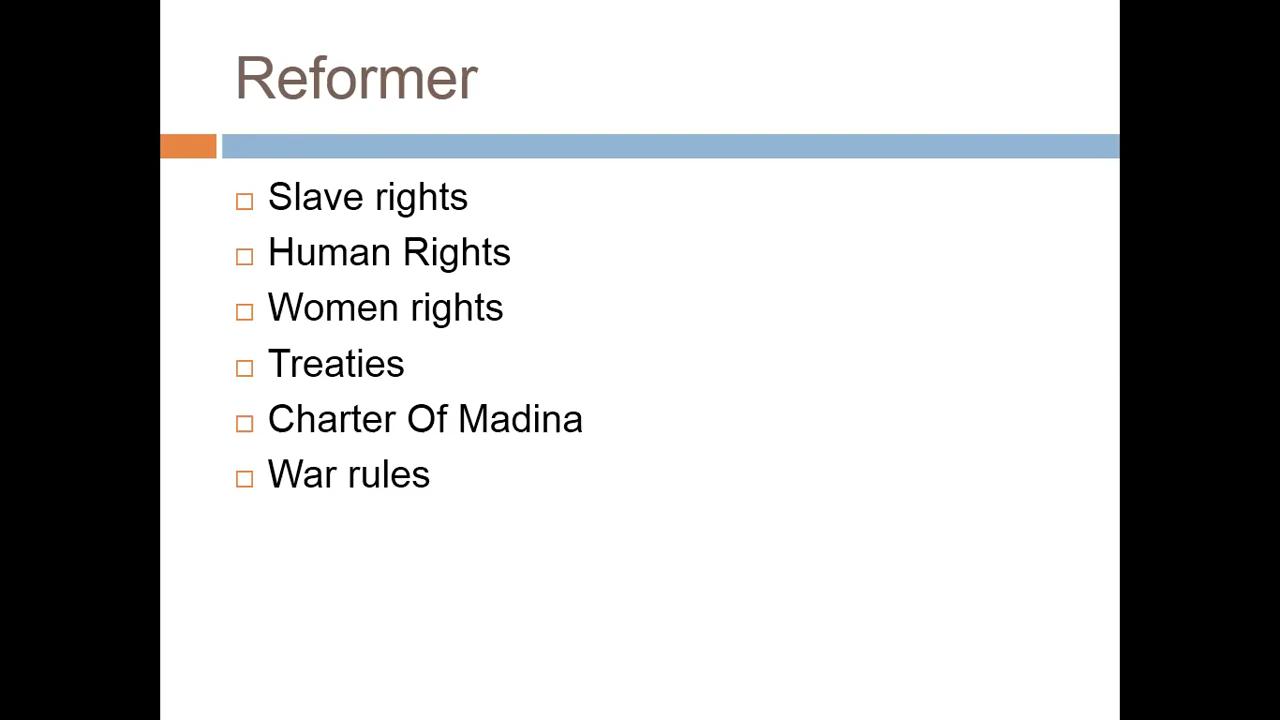 Reformer
Slave rights
Human Rights
Women rights
Treaties
Charter Of Madina
War rules